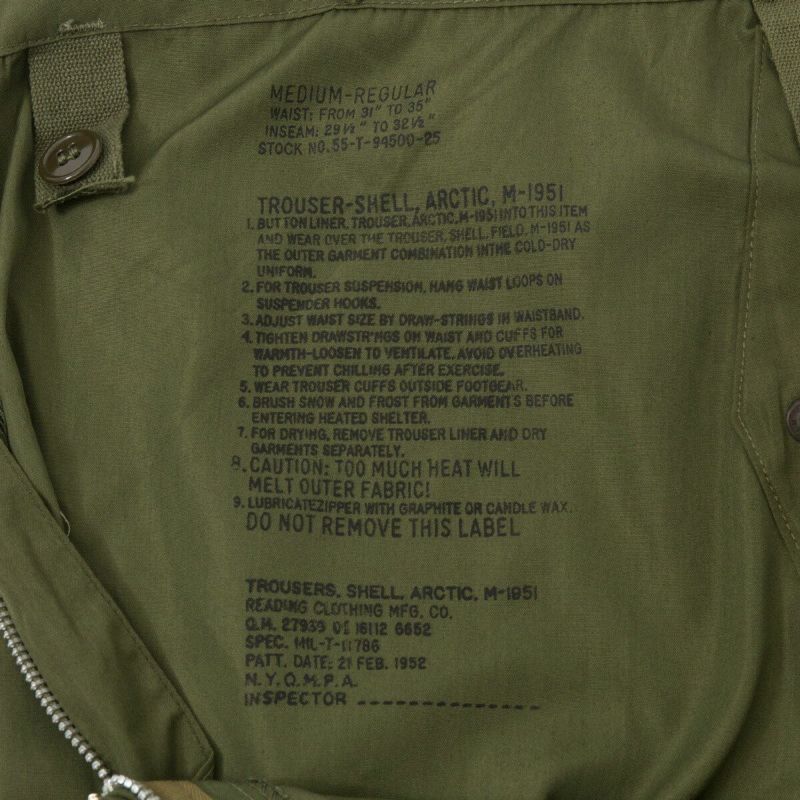 MEDIUM-REGULAR
WAIST: FROM 31" TO 35"
INSEAM: 29½" TO 32½"
STOCK NO. 55-T-94500-25
TROUSER-SHELL, ARCTIC, M-1951
1. BUTTON LINER, TROUSER, ARCTIC, M-1951 INTO THIS ITEM
AND WEAR OVER THE TROUSER, SHELL, FIELD, M-1951 AS
THE OUTER GARMENT COMBINATION INTHE COLD-DRY
UNIFORM.
2. FOR TROUSER SUSPENSION, HANG WAIST LOOPS ON
SUSPENDER HOOKS.
3. ADJUST WAIST SIZE BY DRAW-STRINGS IN WAISTBAND.
4. TIGHTEN DRAWSTRINGS ON WAIST AND CUFFS FOR
WARMTH-LOOSEN TO VENTILATE. AVOID OVERHEATING
TO PREVENT CHILLING AFTER EXERCISE.
5. WEAR TROUSER CUFFS OUTSIDE FOOTGEAR.
6. BRUSH SNOW AND FROST FROM GARMENTS BEFORE
ENTERING HEATED SHELTER.
7. FOR DRYING, REMOVE TROUSER LINER AND DRY
GARMENTS SEPARATELY.
8. CAUTION: TOO MUCH HEAT WILL
MELT OUTER FABRIC!
9. LUBRICATEZIPPER WITH GRAPHITE OR CANDLE WAX.
DO NOT REMOVE THIS LABEL
TROUSERS, SHELL, ARCTIC, M-1951
READING CLOTHING MFG. CO.
Q.M. 27939 OI 16112 6652
SPEC. MIL-T-11786
PATT. DATE: 21 FEB. 1952
N.Y.Q.M.P.A.
INSPECTOR